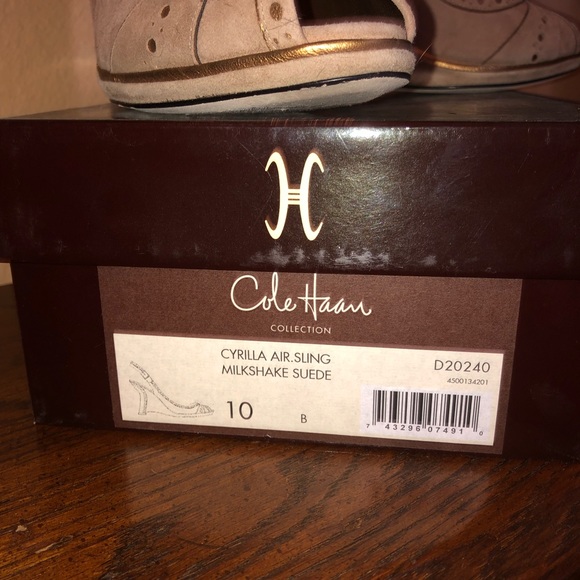 Cole Haan
COLLECTION
CYRILLA AIR.SLING
MILKSHAKE SUEDE
10 B
D20240
4500134201
7 43296 07491 0